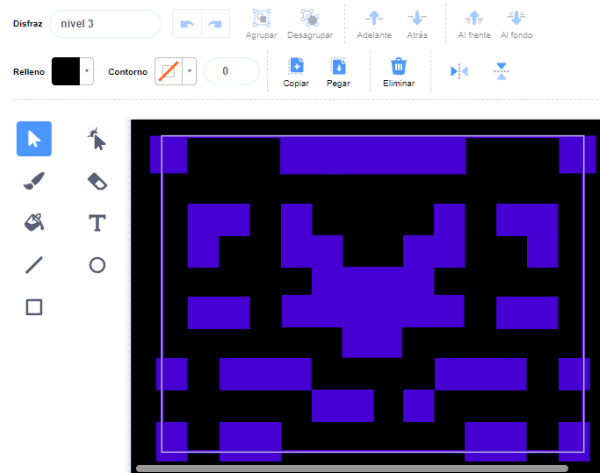 Disfraz nivel 3
Agrupar Desagrupar Adelante Atrás Al frente Al fondo
Relleno Contorno 0
Copiar Pegar Eliminar
T